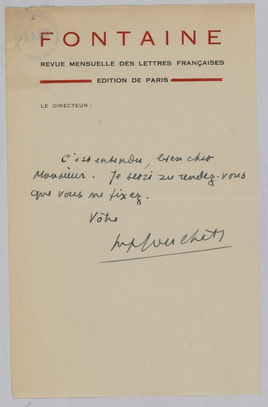 FONTAINE
REVUE MENSUELLE DES LETTRES FRANÇAISES
EDITION DE PARIS
LE DIRECTEUR :
C'est entendu, bien cher
Monsieur. Je serai au rendez-vous
que vous me fixez.
Vôtre